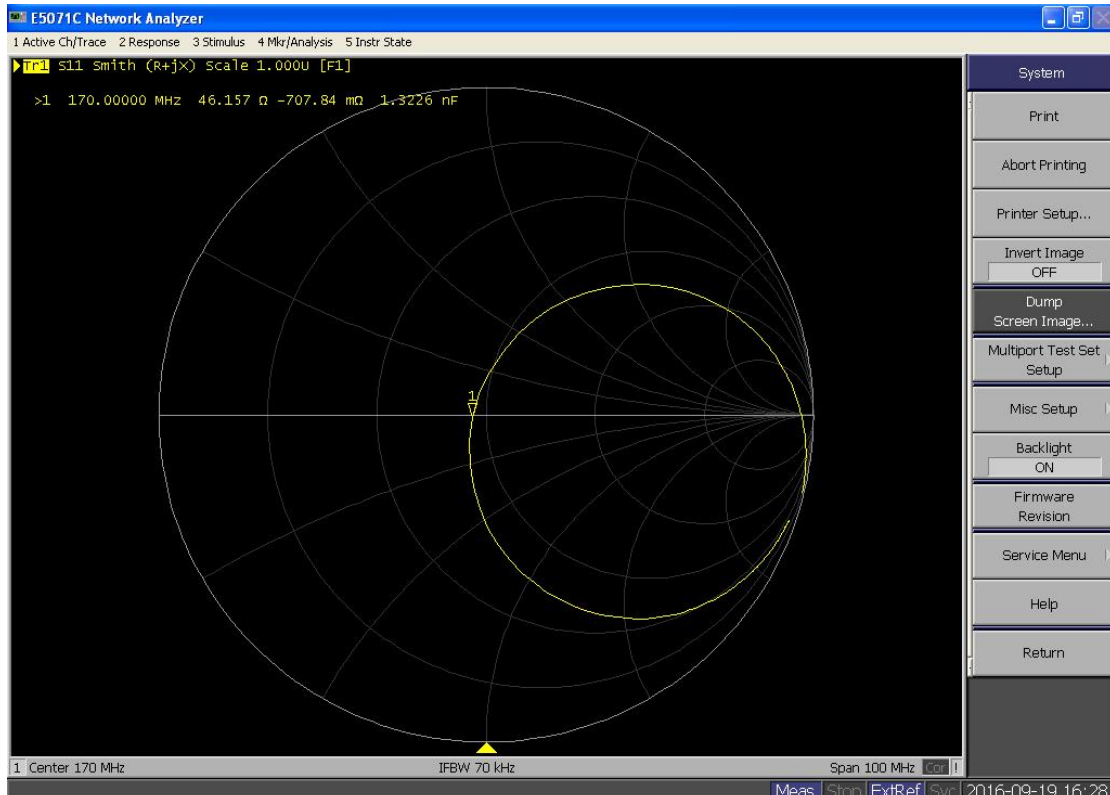 E5071C Network Analyzer
1 Active Ch/Trace 2 Response 3 Stimulus 4 Mkr/Analysis 5 Instr State
Tr1 S11 Smith (R+jX) Scale 1.000U [F1]
>1 170.00000 MHz 46.157 Ω -707.84 mΩ 1.3226 nF
1
System
Print
Abort Printing
Printer Setup...
Invert Image
OFF
Dump
Screen Image...
Multiport Test Set
Setup
Misc Setup
Backlight
ON
Firmware
Revision
Service Menu
Help
Return
1 Center 170 MHz IFBW 70 kHz Span 100 MHz Cor !
Meas Stop ExtRef Svc 2016-09-19 16:28